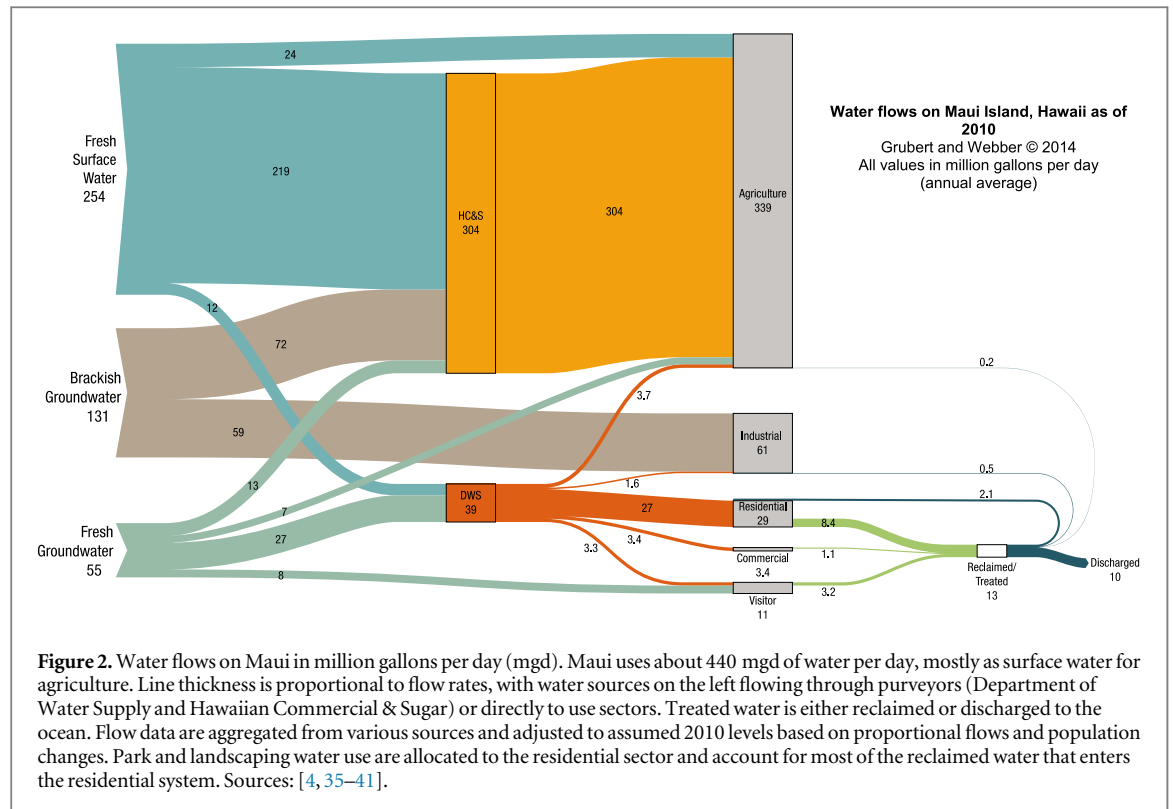 Water flows on Maui Island, Hawaii as of
2010
Grubert and Webber © 2014
All values in million gallons per day
(annual average)
Fresh
Surface
Water
254
Brackish
Groundwater
131
Fresh
Groundwater
55
24
219
12
72
59
13
7
27
8
HC&S
304
DWS
39
304
3.7
1.6
27
3.4
3.3
Agriculture
339
Industrial
61
Residential
29
Commercial
3.4
Visitor
11
0.2
0.5
2.1
8.4
1.1
3.2
Reclaimed/
Treated
13
Discharged
10
Figure 2. Water flows on Maui in million gallons per day (mgd). Maui uses about 440 mgd of water per day, mostly as surface water for
agriculture. Line thickness is proportional to flow rates, with water sources on the left flowing through purveyors (Department of
Water Supply and Hawaiian Commercial & Sugar) or directly to use sectors. Treated water is either reclaimed or discharged to the
ocean. Flow data are aggregated from various sources and adjusted to assumed 2010 levels based on proportional flows and population
changes. Park and landscaping water use are allocated to the residential sector and account for most of the reclaimed water that enters
the residential system. Sources: [4, 35–41].